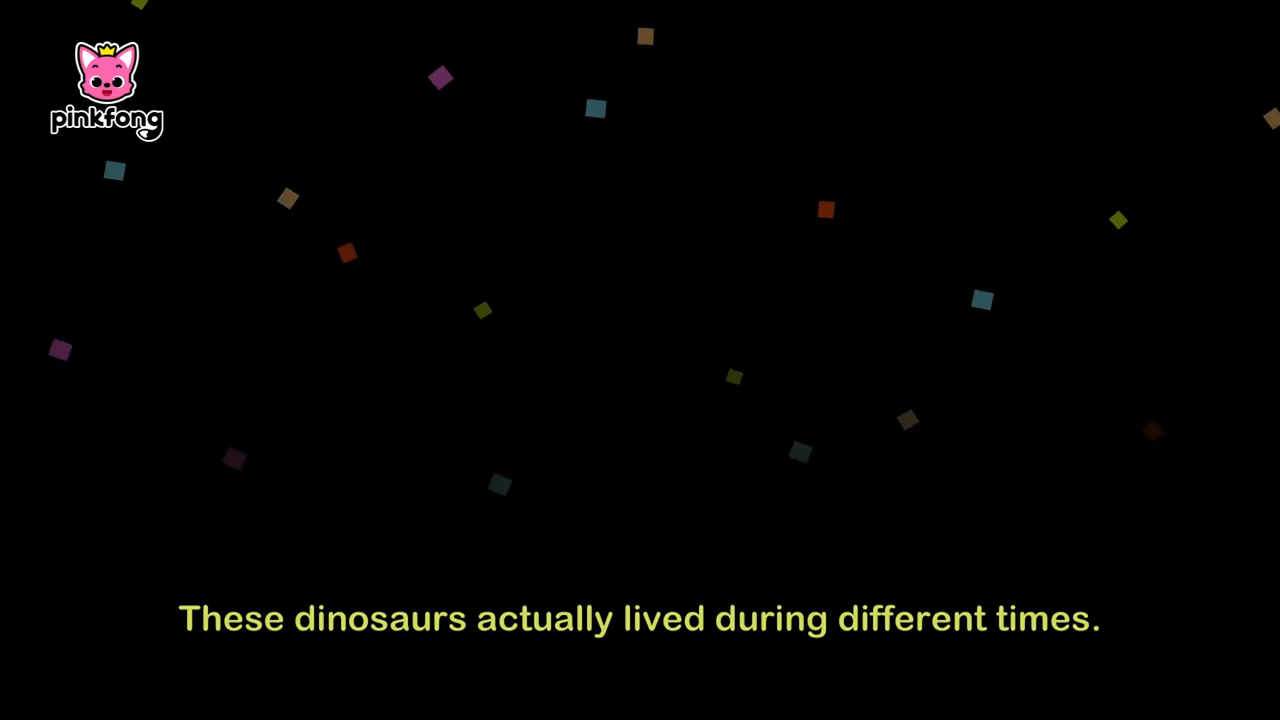 pinkfong
These dinosaurs actually lived during different times.